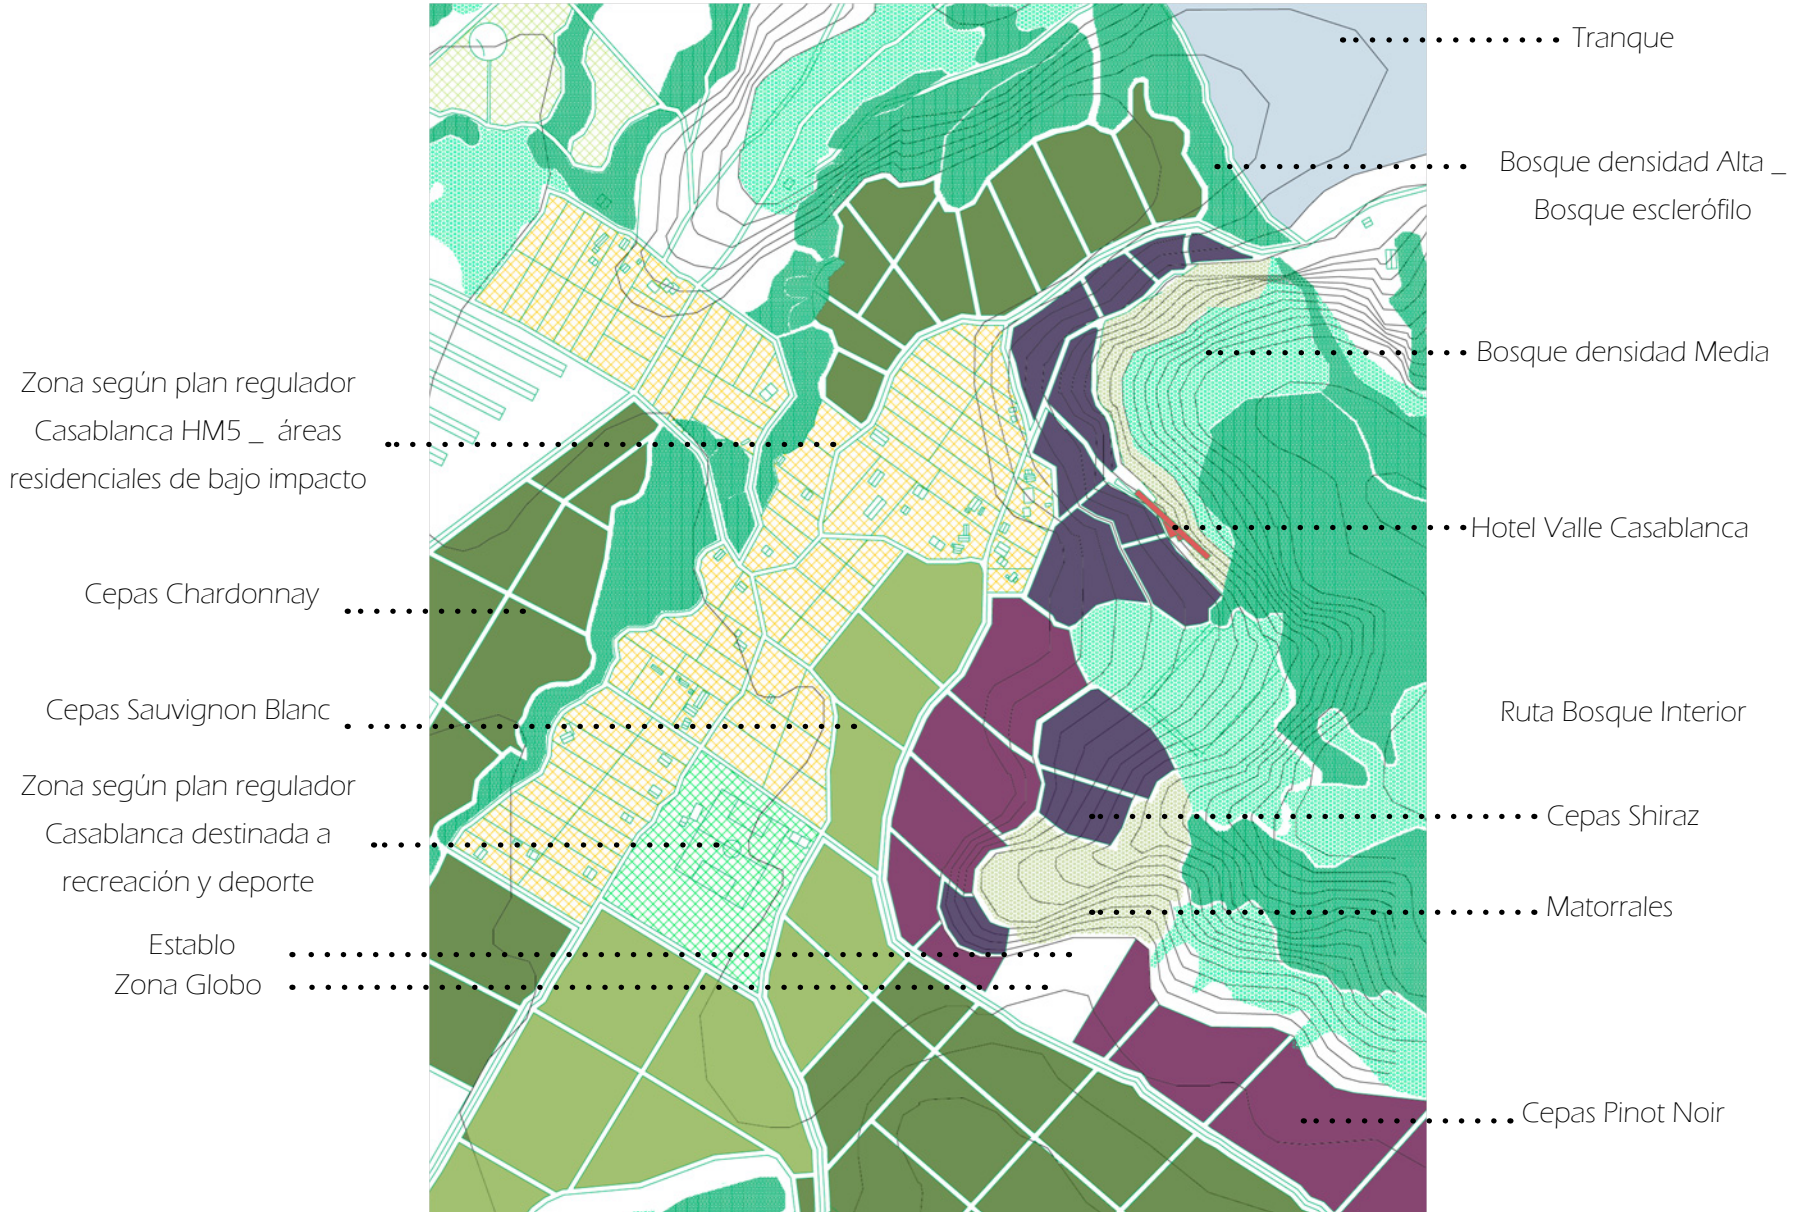 Zona según plan regulador
Casablanca HM5 _ áreas
residenciales de bajo impacto
Cepas Chardonnay
Cepas Sauvignon Blanc
Zona según plan regulador
Casablanca destinada a
recreación y deporte
Establo
Zona Globo
Tranque
Bosque densidad Alta _
Bosque esclerófilo
Bosque densidad Media
Hotel Valle Casablanca
Ruta Bosque Interior
Cepas Shiraz
Matorrales
Cepas Pinot Noir